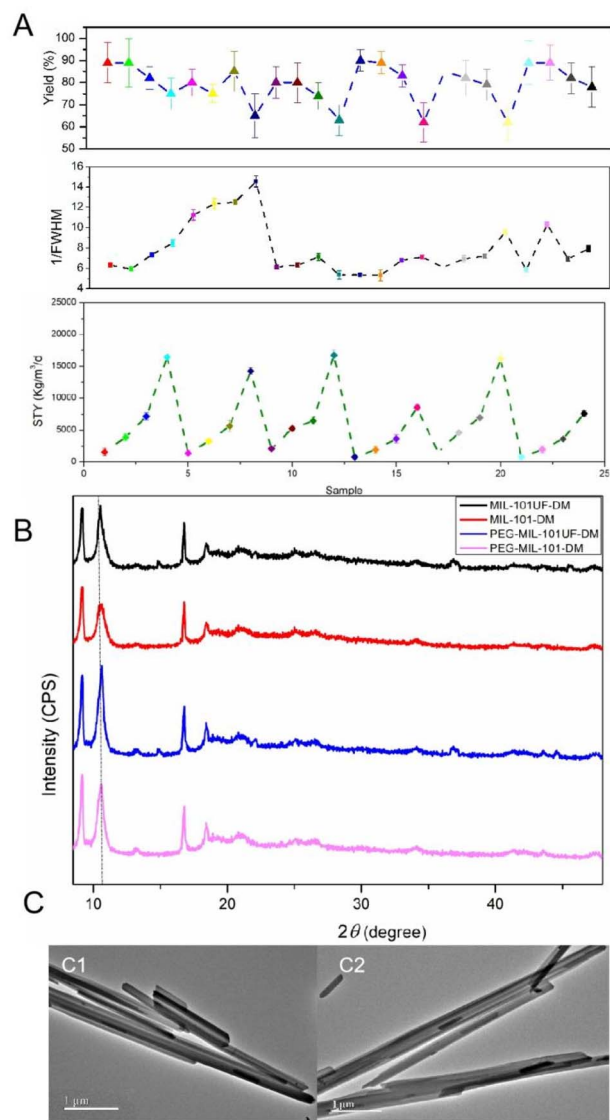 A
Yield (%)
100
90
80
70
60
50
1/FWHM
16
14
12
10
8
6
4
STY (Kg/m³/d)
25000
20000
15000
10000
5000
0
0 5 10 15 20 25
Sample
B
MIL-101UF-DM
MIL-101-DM
PEG-MIL-101UF-DM
PEG-MIL-101-DM
Intensity (CPS)
10 20 30 40
2θ (degree)
C
C1
C2
1 μm
1 μm